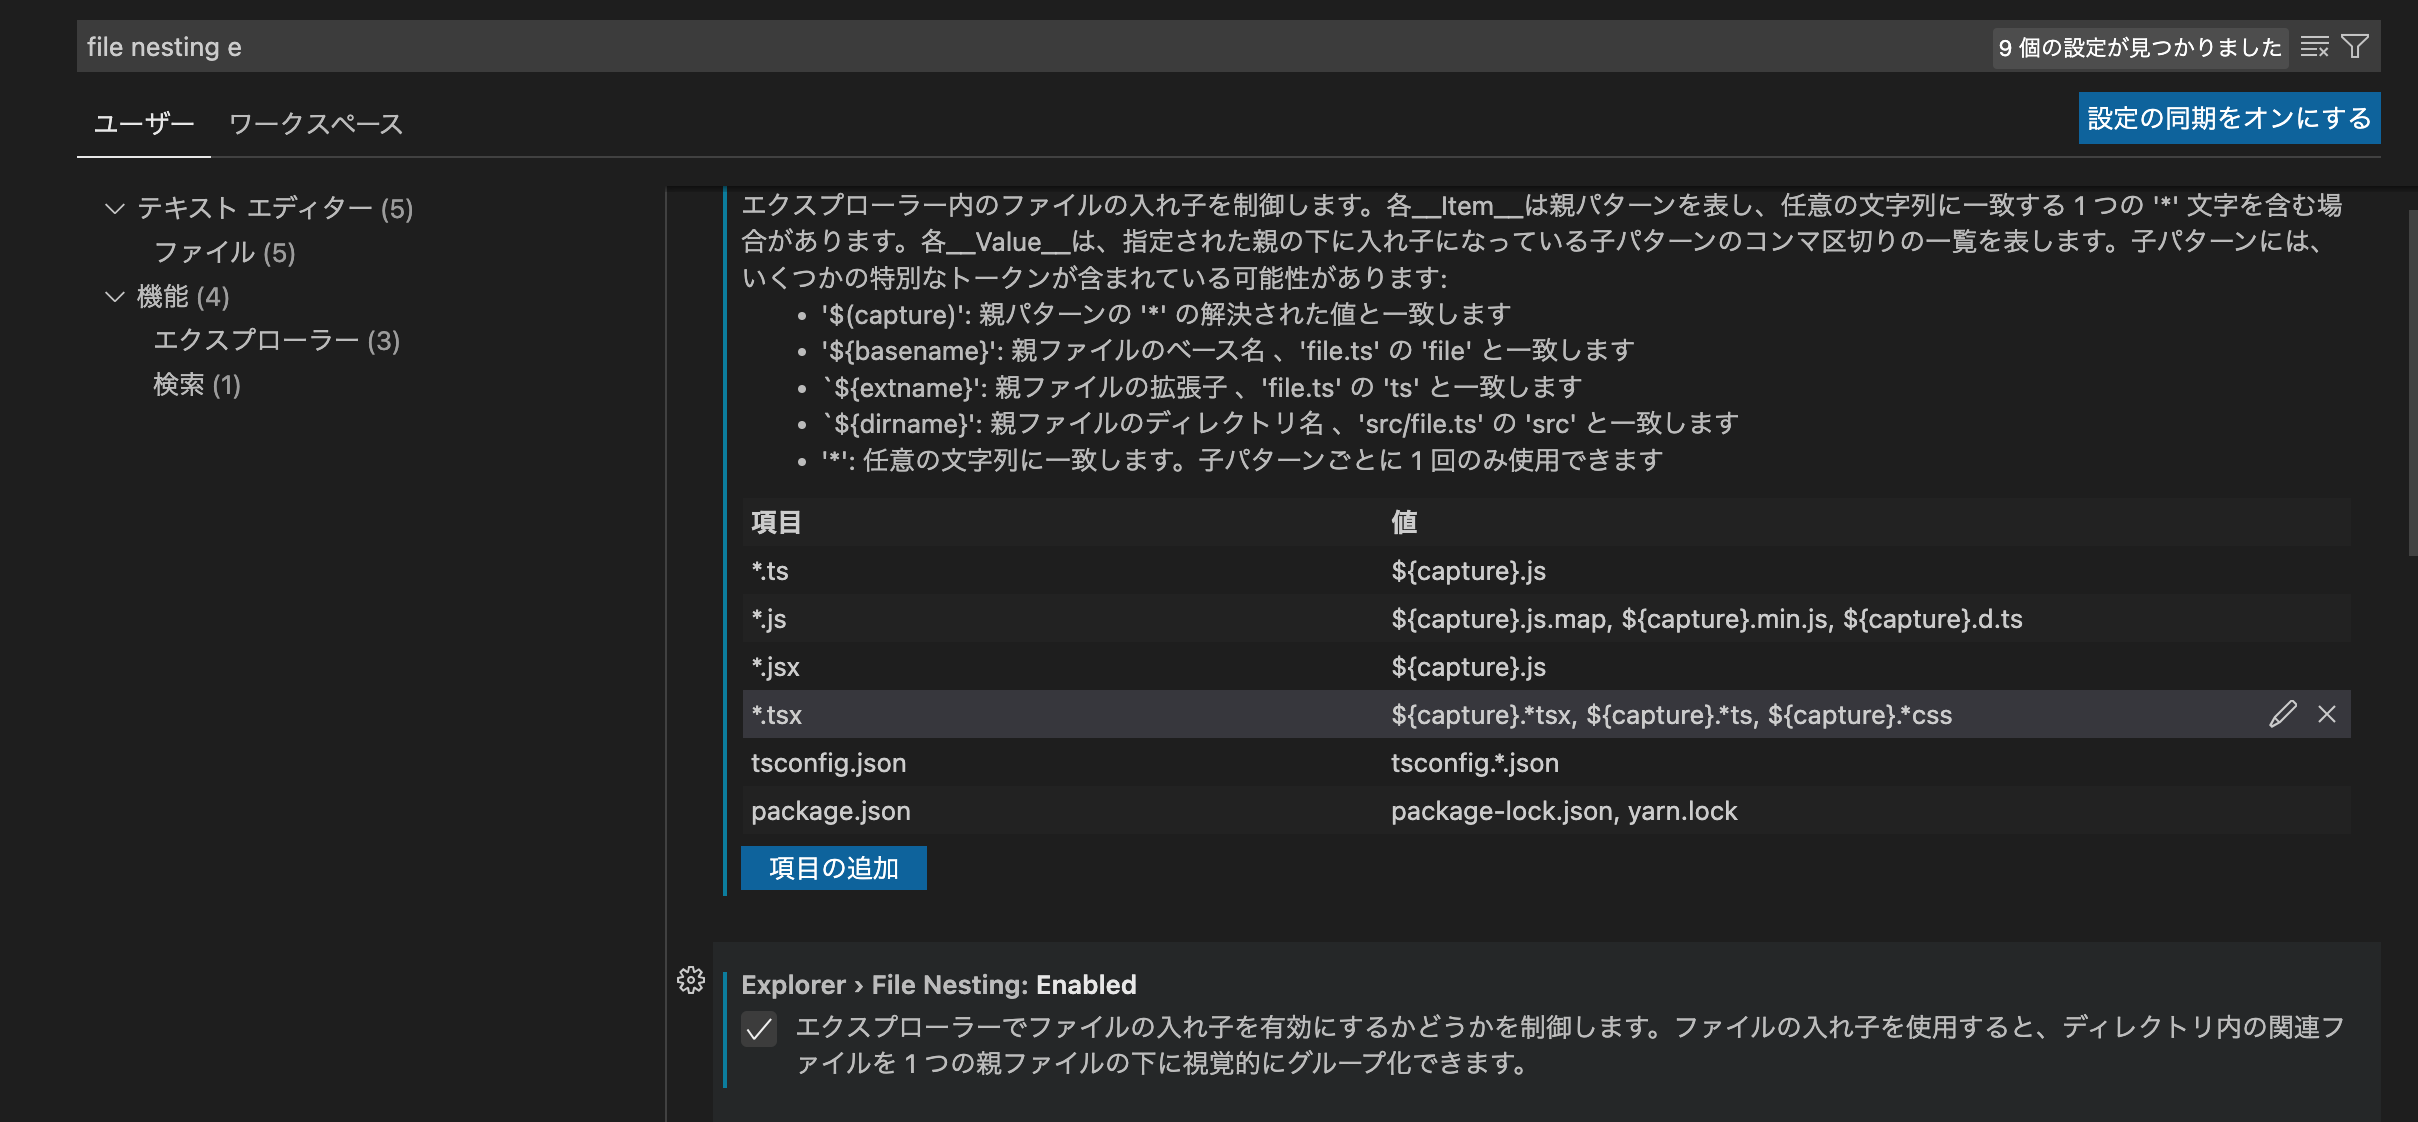 file nesting e
9 個の設定が見つかりました
ユーザー ワークスペース
設定の同期をオンにする
テキスト エディター (5)
ファイル (5)
機能 (4)
エクスプローラー (3)
検索 (1)
エクスプローラー内のファイルの入れ子を制御します。各__Item__は親パターンを表し、任意の文字列に一致する 1 つの '*' 文字を含む場
合があります。各__Value__は、指定された親の下に入れ子になっている子パターンのコンマ区切りの一覧を表します。子パターンには、
いくつかの特別なトークンが含まれている可能性があります:
• '$(capture)': 親パターンの '*' の解決された値と一致します
• '${basename}': 親ファイルのベース名 、'file.ts' の 'file' と一致します
• `${extname}': 親ファイルの拡張子 、'file.ts' の 'ts' と一致します
• `${dirname}': 親ファイルのディレクトリ名 、'src/file.ts' の 'src' と一致します
• '*': 任意の文字列に一致します。子パターンごとに 1 回のみ使用できます
項目 値
*.ts ${capture}.js
*.js ${capture}.js.map, ${capture}.min.js, ${capture}.d.ts
*.jsx ${capture}.js
*.tsx ${capture}.*tsx, ${capture}.*ts, ${capture}.*css
tsconfig.json tsconfig.*.json
package.json package-lock.json, yarn.lock
項目の追加
Explorer › File Nesting: Enabled
エクスプローラーでファイルの入れ子を有効にするかどうかを制御します。ファイルの入れ子を使用すると、ディレクトリ内の関連フ
ァイルを 1 つの親ファイルの下に視覚的にグループ化できます。